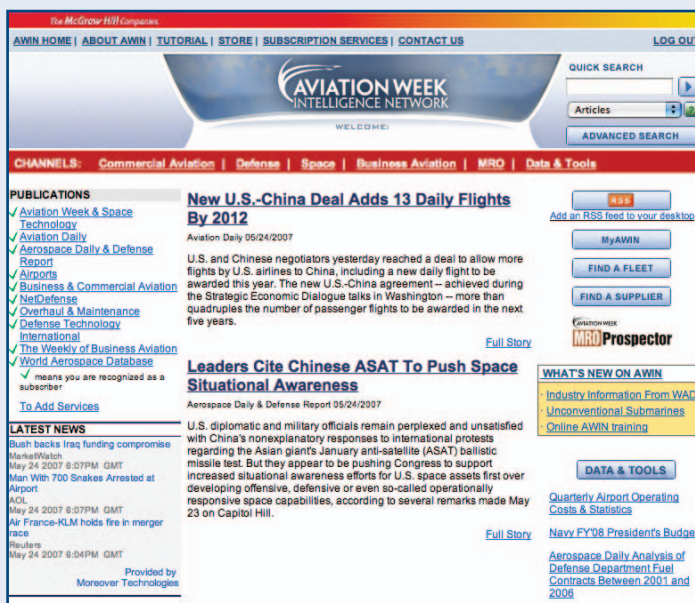 The McGraw-Hill Companies
AWIN HOME | ABOUT AWIN | TUTORIAL | STORE | SUBSCRIPTION SERVICES | CONTACT US
LOG OUT
AVIATION WEEK
INTELLIGENCE NETWORK
WELCOME:
QUICK SEARCH
Articles
ADVANCED SEARCH
CHANNELS: Commercial Aviation | Defense | Space | Business Aviation | MRO | Data & Tools
PUBLICATIONS
Aviation Week & Space
Technology
Aviation Daily
Aerospace Daily & Defense
Report
Airports
Business & Commercial Aviation
NetDefense
Overhaul & Maintenance
Defense Technology
International
The Weekly of Business Aviation
World Aerospace Database
means you are recognized as a
subscriber
To Add Services
LATEST NEWS
Bush backs Iraq funding compromise
MarketWatch
May 24 2007 6:07PM GMT
Man With 700 Snakes Arrested at
Airport
AOL
May 24 2007 6:07PM GMT
Air France-KLM holds fire in merger
race
Reuters
May 24 2007 6:04PM GMT
Provided by
Moreover Technologies
New U.S.-China Deal Adds 13 Daily Flights
By 2012
Aviation Daily 05/24/2007
U.S. and Chinese negotiators yesterday reached a deal to allow more
flights by U.S. airlines to China, including a new daily flight to be
awarded this year. The new U.S.-China agreement -- achieved during
the Strategic Economic Dialogue talks in Washington -- more than
quadruples the number of passenger flights to be awarded in the next
five years.
Full Story
Leaders Cite Chinese ASAT To Push Space
Situational Awareness
Aerospace Daily & Defense Report 05/24/2007
U.S. diplomatic and military officials remain perplexed and unsatisfied
with China's nonexplanatory responses to international protests
regarding the Asian giant's January anti-satellite (ASAT) ballistic
missile test. But they appear to be pushing Congress to support
increased situational awareness efforts for U.S. space assets first over
developing offensive, defensive or even so-called operationally
responsive space capabilities, according to several remarks made May
23 on Capitol Hill.
Full Story
RSS
Add an RSS feed to your desktop
MyAWIN
FIND A FLEET
FIND A SUPPLIER
AVIATION WEEK
MRO Prospector
WHAT'S NEW ON AWIN
· Industry Information From WAD
· Unconventional Submarines
· Online AWIN training
DATA & TOOLS
Quarterly Airport Operating
Costs & Statistics
Navy FY'08 President's Budge
Aerospace Daily Analysis of
Defense Department Fuel
Contracts Between 2001 and
2006